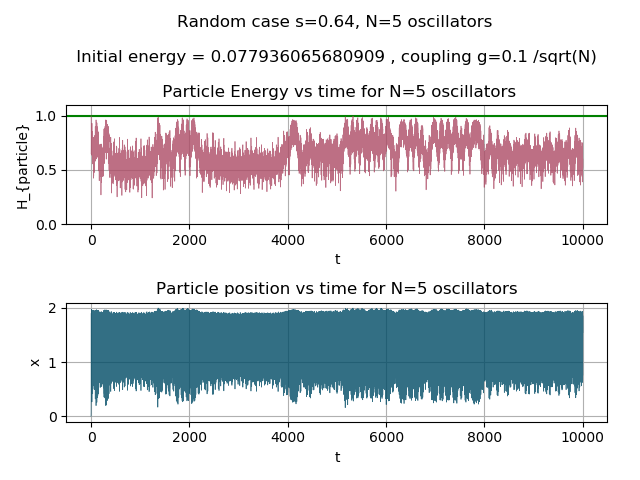 Random case s=0.64, N=5 oscillators
Initial energy = 0.077936065680909 , coupling g=0.1 /sqrt(N)
Particle Energy vs time for N=5 oscillators
H_{particle}
1.0
0.5
0.0
0 2000 4000 6000 8000 10000
t
Particle position vs time for N=5 oscillators
x
2
1
0
0 2000 4000 6000 8000 10000
t